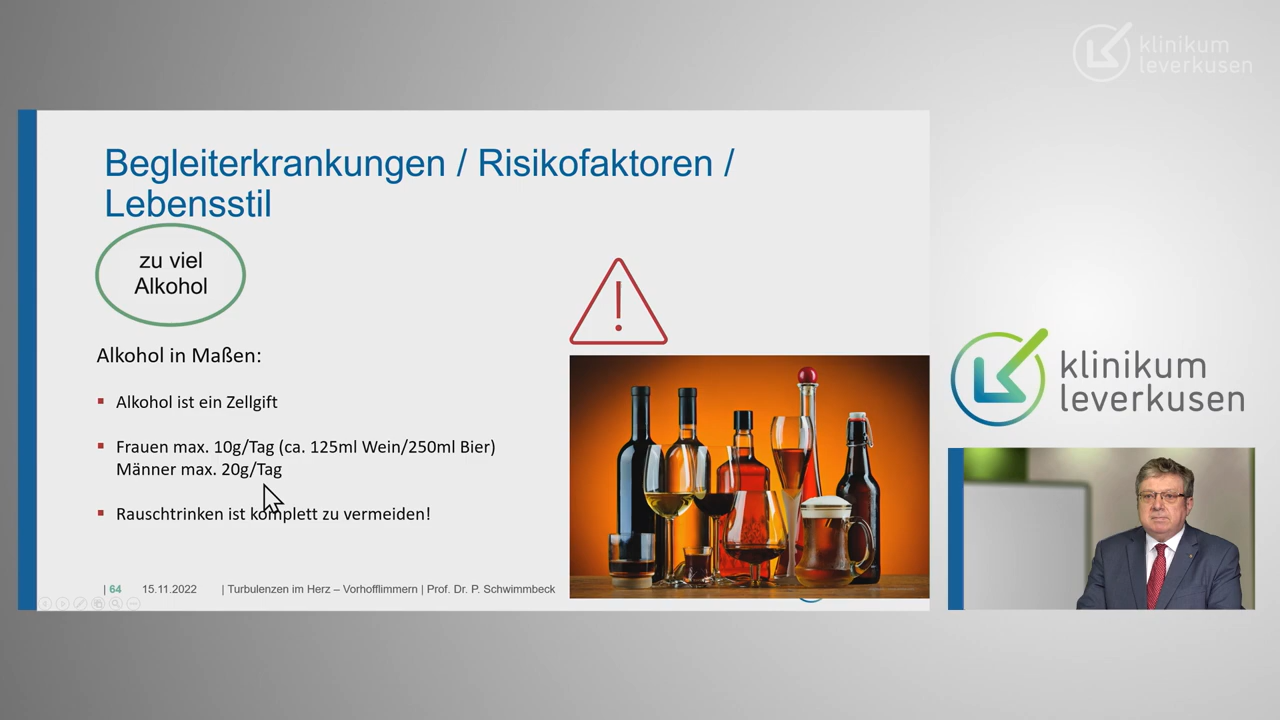 klinikum
leverkusen
Begleiterkrankungen / Risikofaktoren /
Lebensstil
zu viel
Alkohol
Alkohol in Maßen:
Alkohol ist ein Zellgift
Frauen max. 10g/Tag (ca. 125ml Wein/250ml Bier)
Männer max. 20g/Tag
Rauschtrinken ist komplett zu vermeiden!
| 64 15.11.2022 | Turbulenzen im Herz – Vorhofflimmern | Prof. Dr. P. Schwimmbeck
klinikum
leverkusen